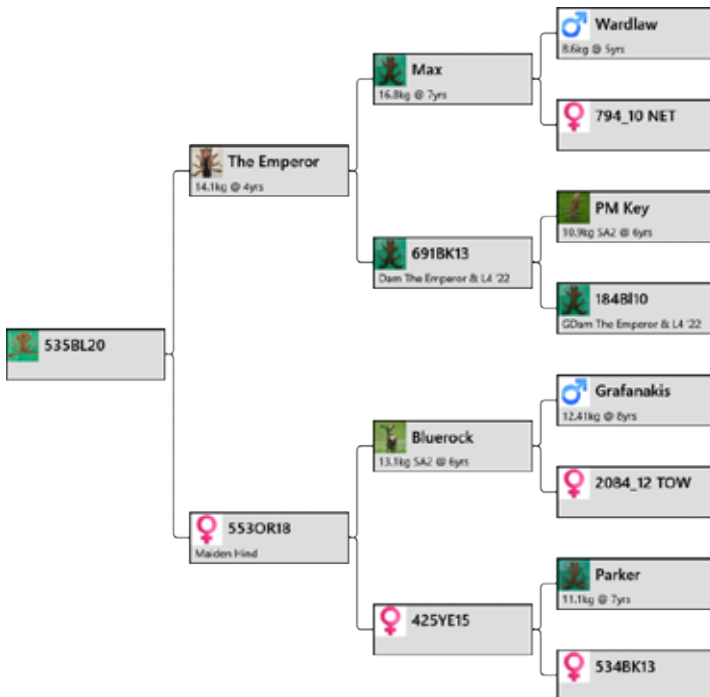 Wardlaw
8.6kg @ 5yrs
Max
16.8kg @ 7yrs
794_10 NET
The Emperor
14.1kg @ 4yrs
PM Key
10.9kg SA2 @ 6yrs
691BK13
Dam The Emperor & L4 '22
184Bl10
GDam The Emperor & L4 '22
535BL20
Grafanakis
12.41kg @ 8yrs
Bluerock
13.1kg SA2 @ 6yrs
2084_12 TOW
553OR18
Maiden Hind
Parker
11.1kg @ 7yrs
425YE15
534BK13